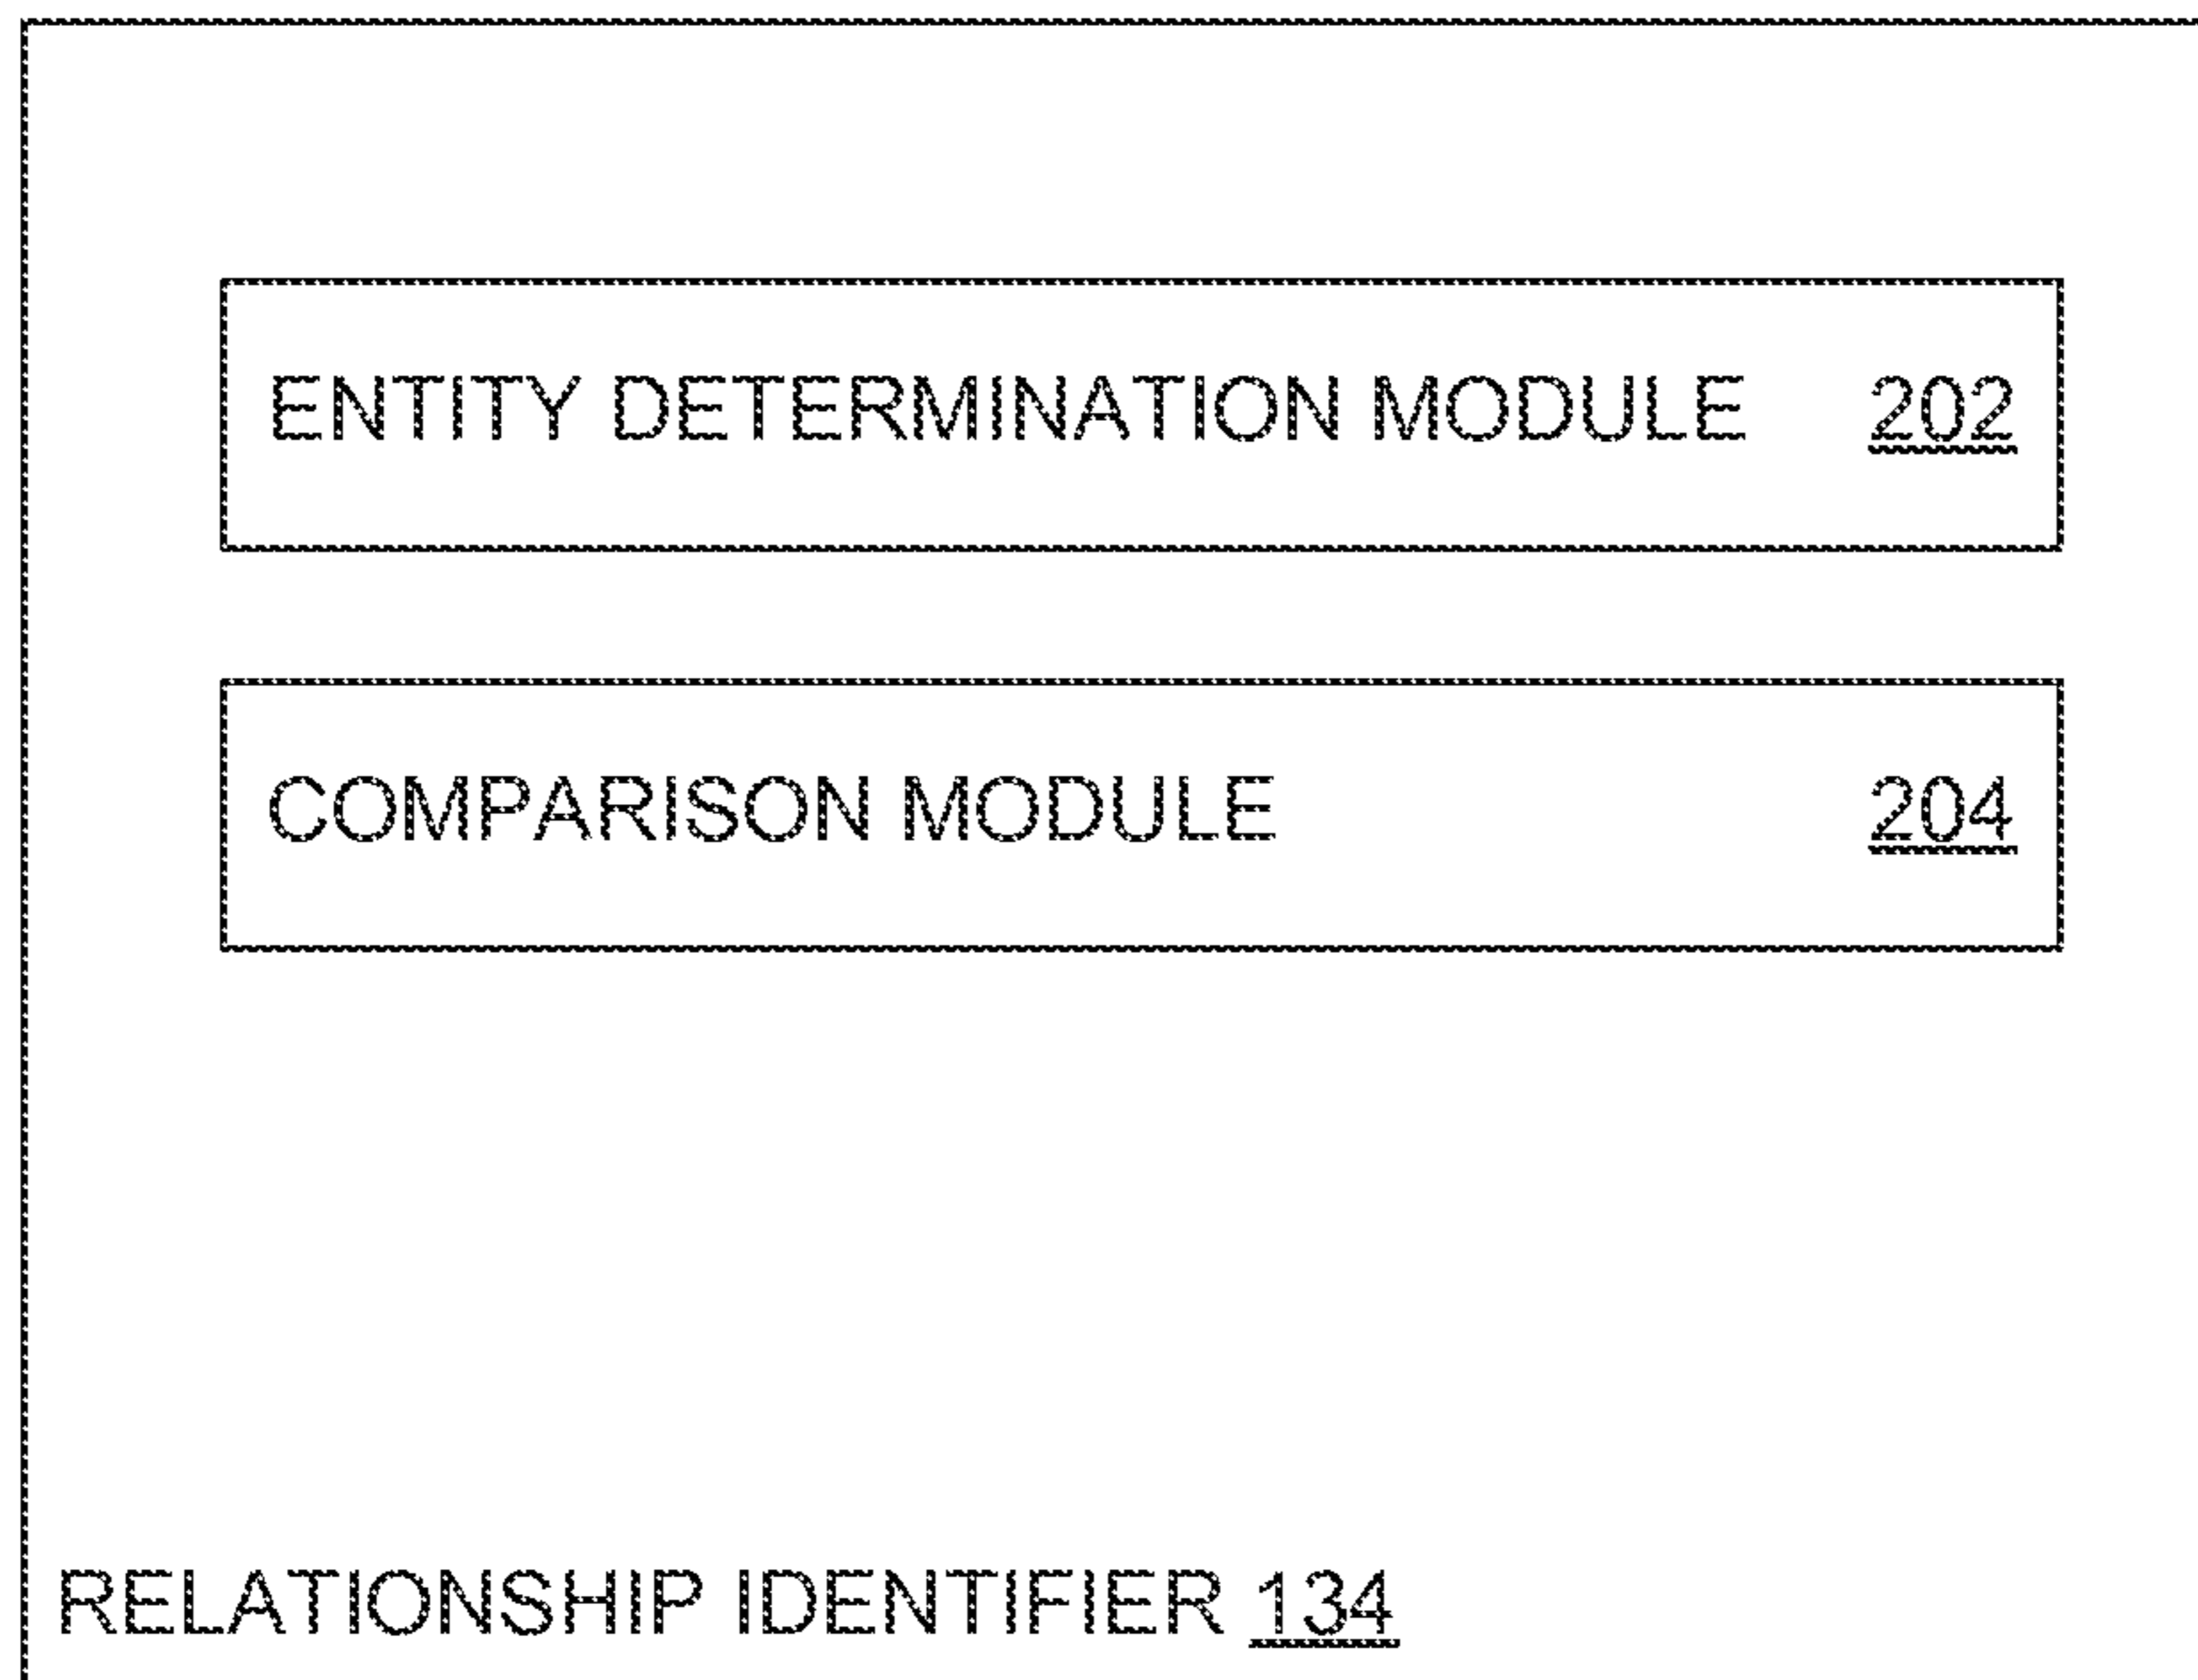 ENTITY DETERMINATION MODULE 202
COMPARISON MODULE 204
RELATIONSHIP IDENTIFIER 134